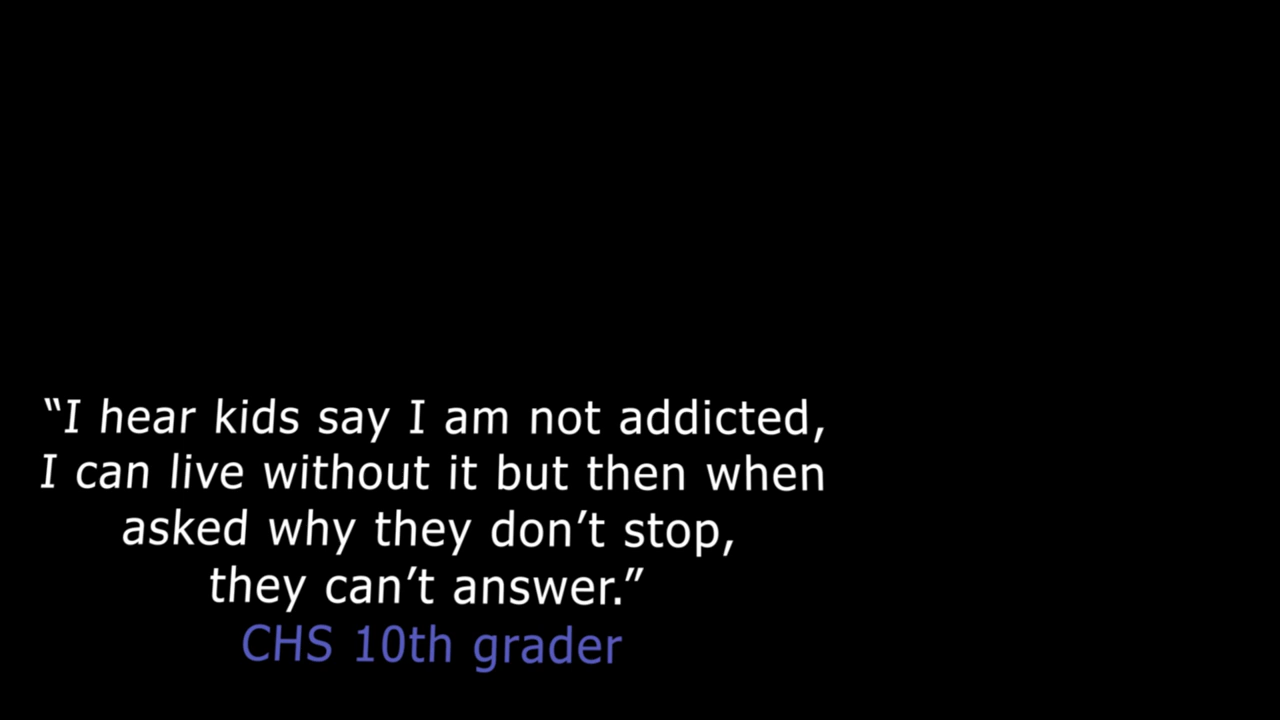 “I hear kids say I am not addicted,
I can live without it but then when
asked why they don’t stop,
they can’t answer.”
CHS 10th grader